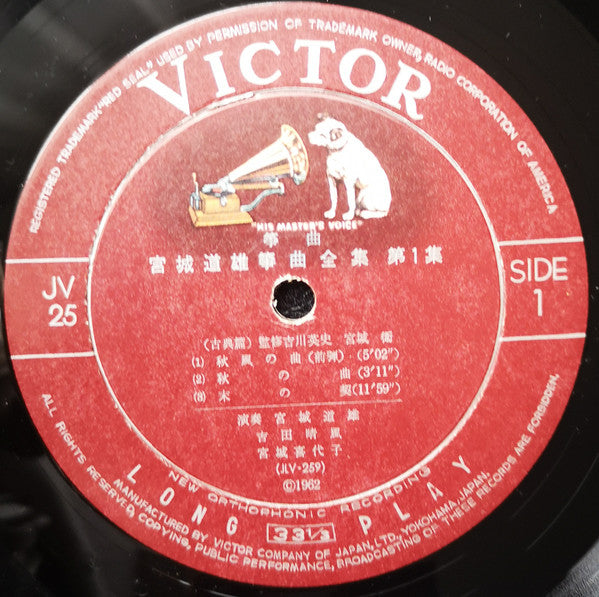 REGISTERED TRADEMARK "RED SEAL" USED BY PERMISSION OF TRADEMARK OWNER, RADIO CORPORATION OF AMERICA
VICTOR
"HIS MASTER'S VOICE"
箏曲
宮城道雄箏曲全集 第1集
JV
25
SIDE
1
(古典篇) 監修吉川英史 宮城 衞
(1) 秋風の曲(前弾)(5'02")
(2) 秋の曲(3'11")
(3) 末の契(11'59")
演奏 宮城道雄
吉田晴風
宮城喜代子
(JLV-259)
©1962
NEW ORTHOPHONIC RECORDING
LONG 33 1/3 PLAY
ALL RIGHTS RESERVED. MANUFACTURED BY VICTOR COMPANY OF JAPAN, LTD., YOKOHAMA, JAPAN.
COPYING, PUBLIC PERFORMANCE, BROADCASTING OF THESE RECORDS ARE FORBIDDEN.